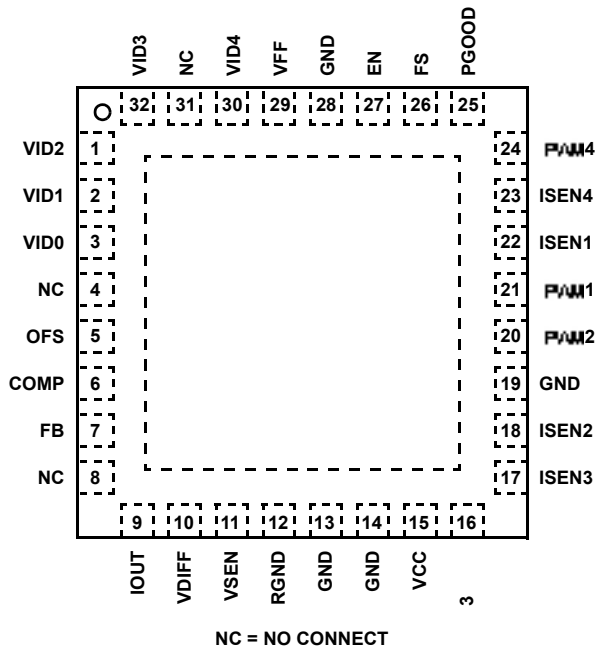 VID3 NC VID4 VFF GND EN FS PGOOD
32 31 30 29 28 27 26 25
VID2 1 24
VID1 2 23 ISEN4
VID0 3 22 ISEN1
NC 4 21
OFS 5 20
COMP 6 19 GND
FB 7 18 ISEN2
NC 8 17 ISEN3
9 10 11 12 13 14 15 16
IOUT VDIFF VSEN RGND GND GND VCC 3
NC = NO CONNECT